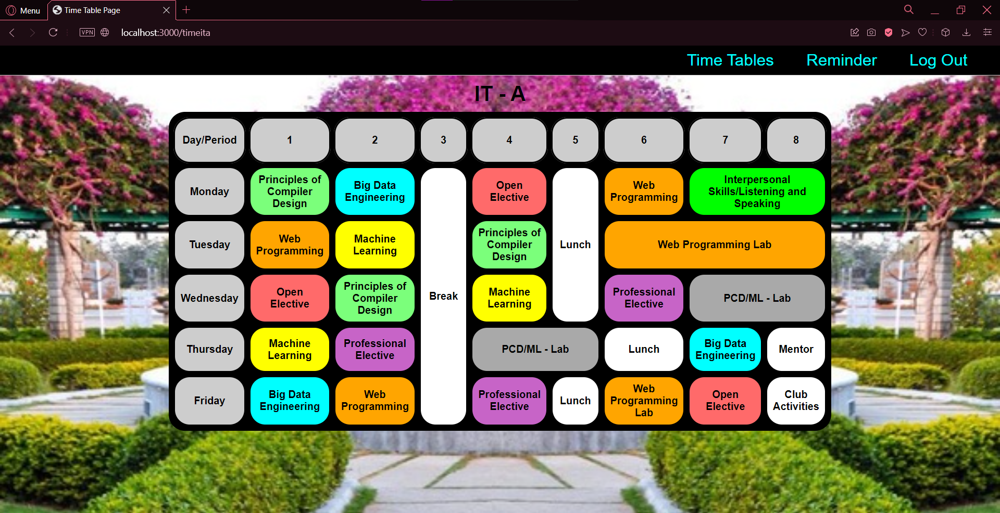 Menu
Time Table Page
VPN
localhost:3000/timeita
Time Tables
Reminder
Log Out
IT - A
Day/Period
1
2
3
4
5
6
7
8
Monday
Principles of
Compiler
Design
Big Data
Engineering
Break
Open
Elective
Lunch
Web
Programming
Interpersonal
Skills/Listening and
Speaking
Tuesday
Web
Programming
Machine
Learning
Principles of
Compiler
Design
Web Programming Lab
Wednesday
Open
Elective
Principles of
Compiler
Design
Machine
Learning
Professional
Elective
PCD/ML - Lab
Thursday
Machine
Learning
Professional
Elective
PCD/ML - Lab
Lunch
Big Data
Engineering
Mentor
Friday
Big Data
Engineering
Web
Programming
Professional
Elective
Lunch
Web
Programming
Lab
Open
Elective
Club
Activities